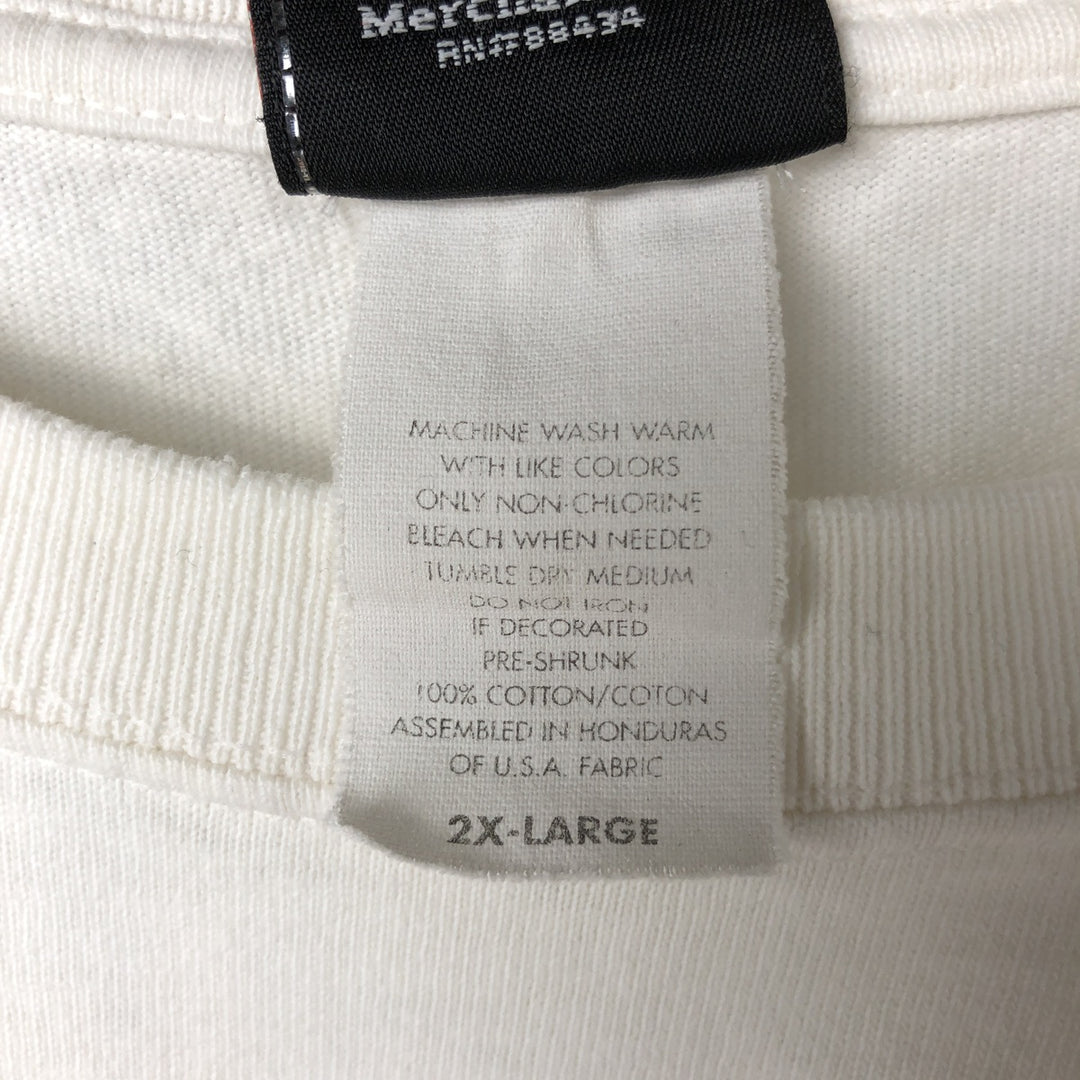 RN#88434
MACHINE WASH WARM
WITH LIKE COLORS
ONLY NON-CHLORINE
BLEACH WHEN NEEDED
TUMBLE DRY MEDIUM
DO NOT IRON
IF DECORATED
PRE-SHRUNK
100% COTTON/COTON
ASSEMBLED IN HONDURAS
OF U.S.A. FABRIC
2X-LARGE